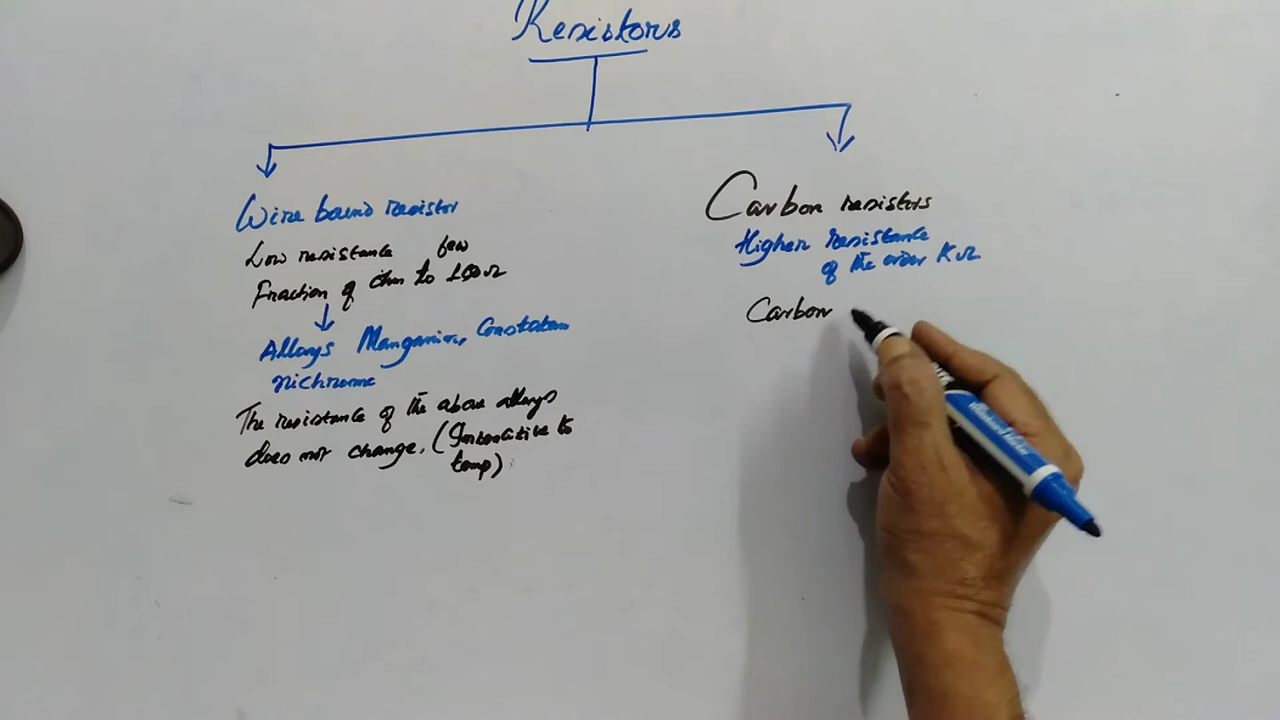 Resistors
Wire bound resistor
Low resistance few
Fraction of ohm to 100Ω
Alloys Manganin, Constatan
nichrome
The resistance of the above alloys
does not change. (Insensitive to
temp)
Carbon resistors
Higher resistance
of the order KΩ
Carbon